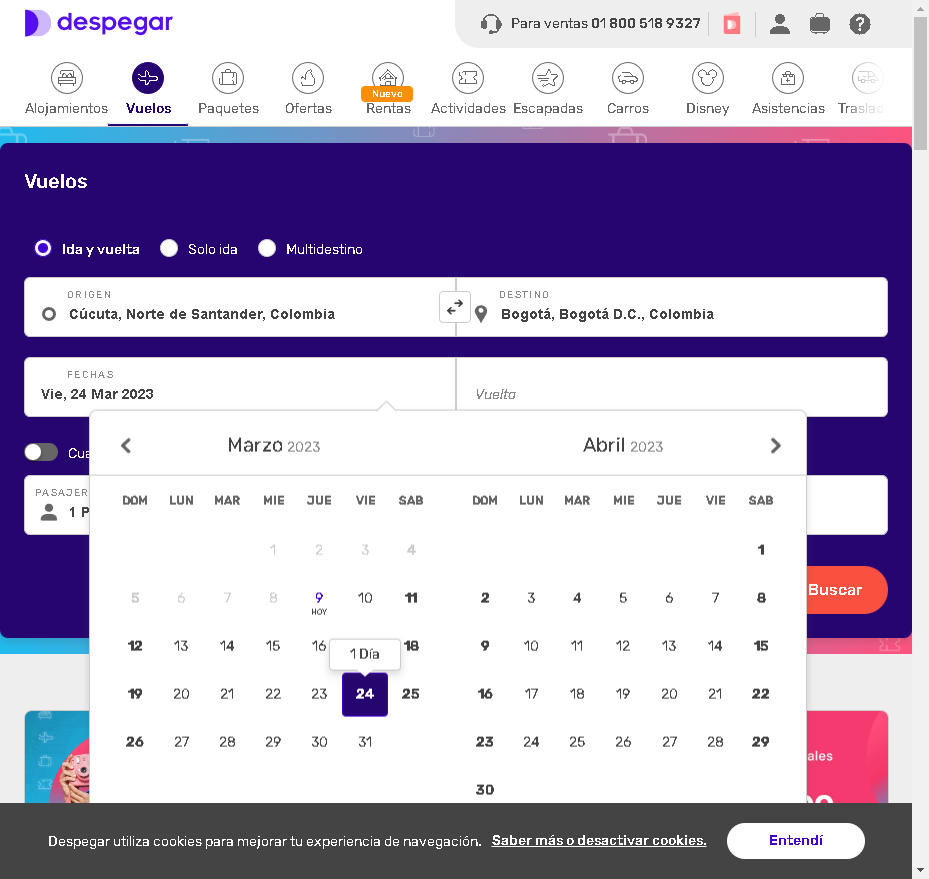 despegar
Para ventas 01 800 518 9327
Alojamientos Vuelos Paquetes Ofertas Nuevo Rentas Actividades Escapadas Carros Disney Asistencias
Vuelos
Ida y vuelta Solo ida Multidestino
ORIGEN DESTINO
Cúcuta, Norte de Santander, Colombia Bogotá, Bogotá D.C., Colombia
FECHAS
Vie, 24 Mar 2023 Vuelta
Marzo 2023 Abril 2023
DOM LUN MAR MIE JUE VIE SAB DOM LUN MAR MIE JUE VIE SAB
1 2 3 4 1
5 6 7 8 9 10 11 2 3 4 5 6 7 8
HOY
Buscar
12 13 14 15 16 18 9 10 11 12 13 14 15
1 Día
19 20 21 22 23 24 25 16 17 18 19 20 21 22
26 27 28 29 30 31 23 24 25 26 27 28 29
30
Despegar utiliza cookies para mejorar tu experiencia de navegación. Saber más o desactivar cookies. Entendí